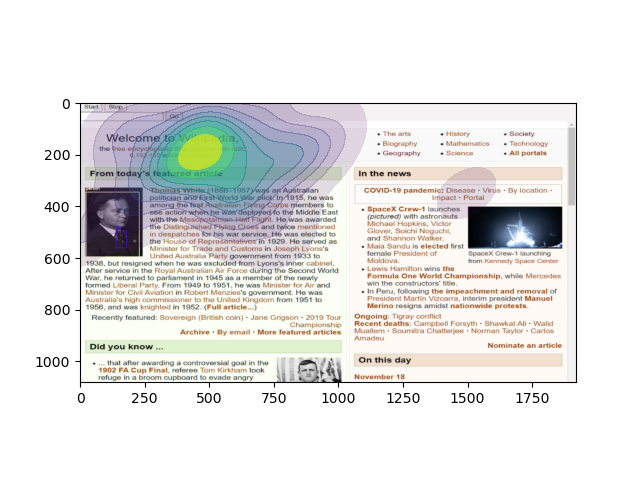 0
200
400
600
800
1000
0
250
500
750
1000
1250
1500
1750
Start
Stop
Go
Welcome to Wikipedia,
the free encyclopedia
• The arts
• Biography
• Geography
• History
• Mathematics
• Science
• Society
• Technology
• All portals
From today's featured article
Thomas White (1888–1957) was an Australian
politician and First World War pilot. In 1915, he was
among the first Australian Flying Corps members to
see action when he was deployed to the Middle East
with the Mesopotamian Half Flight. He was awarded
the Distinguished Flying Cross and twice mentioned
in despatches for his war service. He was elected to
the House of Representatives in 1929. He served as
Minister for Trade and Customs in Joseph Lyons's
United Australia Party government from 1933 to
1938, but resigned when he was excluded from Lyons's inner cabinet.
After service in the Royal Australian Air Force during the Second World
War, he returned to parliament in 1945 as a member of the newly
formed Liberal Party. From 1949 to 1951, he was Minister for Air and
Minister for Civil Aviation in Robert Menzies's government. He was
Australia's high commissioner to the United Kingdom from 1951 to
1956, and was knighted in 1952. (Full article...)
Recently featured: Sovereign (British coin) · Jane Grigson · 2019 Tour
Championship
Archive · By email · More featured articles
Did you know ...
• ... that after awarding a controversial goal in the
1902 FA Cup Final, referee Tom Kirkham took
refuge in a broom cupboard to evade angry
In the news
COVID-19 pandemic: Disease · Virus · By location ·
Impact · Portal
• SpaceX Crew-1 launches
(pictured) with astronauts
Michael Hopkins, Victor
Glover, Soichi Noguchi,
and Shannon Walker.
SpaceX Crew-1 launching
from Kennedy Space Center
• Maia Sandu is elected first
female President of
Moldova.
• Lewis Hamilton wins the
Formula One World Championship, while Mercedes
win the constructors' title.
• In Peru, following the impeachment and removal of
President Martín Vizcarra, interim president Manuel
Merino resigns amidst nationwide protests.
Ongoing: Tigray conflict
Recent deaths: Campbell Forsyth · Shawkat Ali · Walid
Muallem · Soumitra Chatterjee · Norman Taylor · Carlos
Amadeu
Nominate an article
On this day
November 18